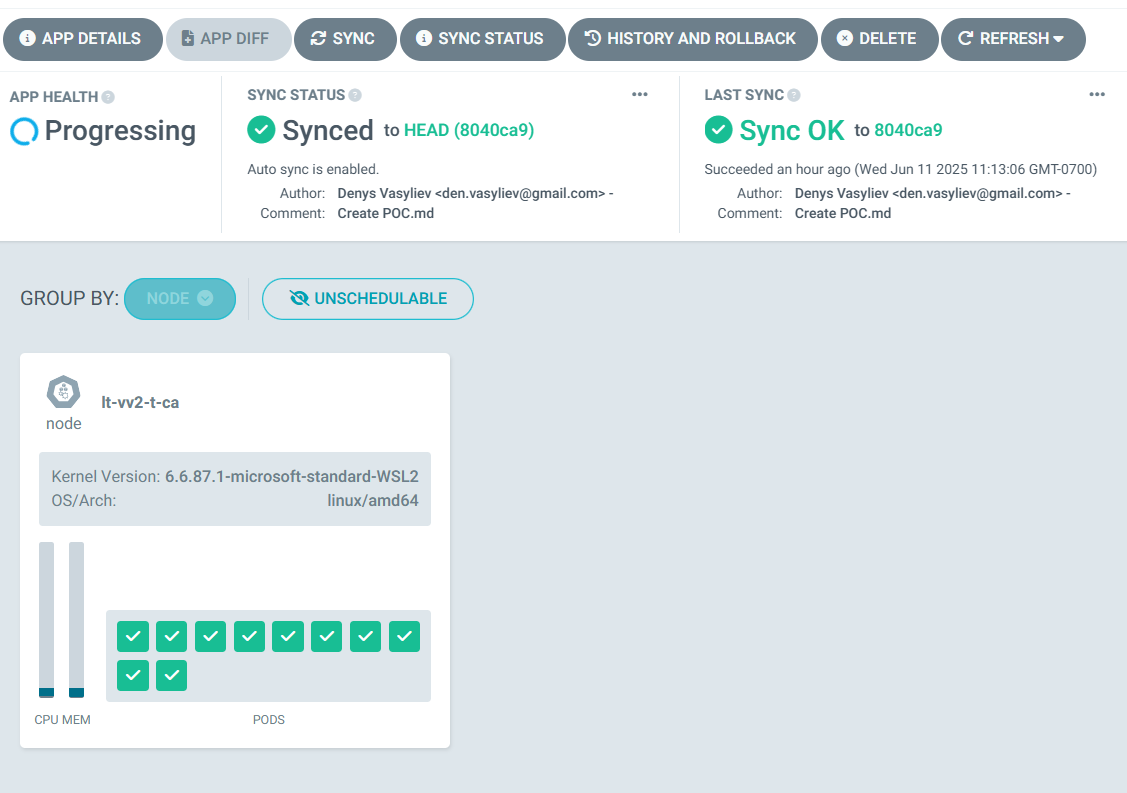 APP DETAILS APP DIFF SYNC SYNC STATUS HISTORY AND ROLLBACK DELETE REFRESH
APP HEALTH
Progressing
SYNC STATUS
Synced to HEAD (8040ca9)
Auto sync is enabled.
Author: Denys Vasyliev <den.vasyliev@gmail.com> -
Comment: Create POC.md
LAST SYNC
Sync OK to 8040ca9
Succeeded an hour ago (Wed Jun 11 2025 11:13:06 GMT-0700)
Author: Denys Vasyliev <den.vasyliev@gmail.com> -
Comment: Create POC.md
GROUP BY: NODE UNSCHEDULABLE
lt-vv2-t-ca
node
Kernel Version: 6.6.87.1-microsoft-standard-WSL2
OS/Arch: linux/amd64
CPU MEM PODS